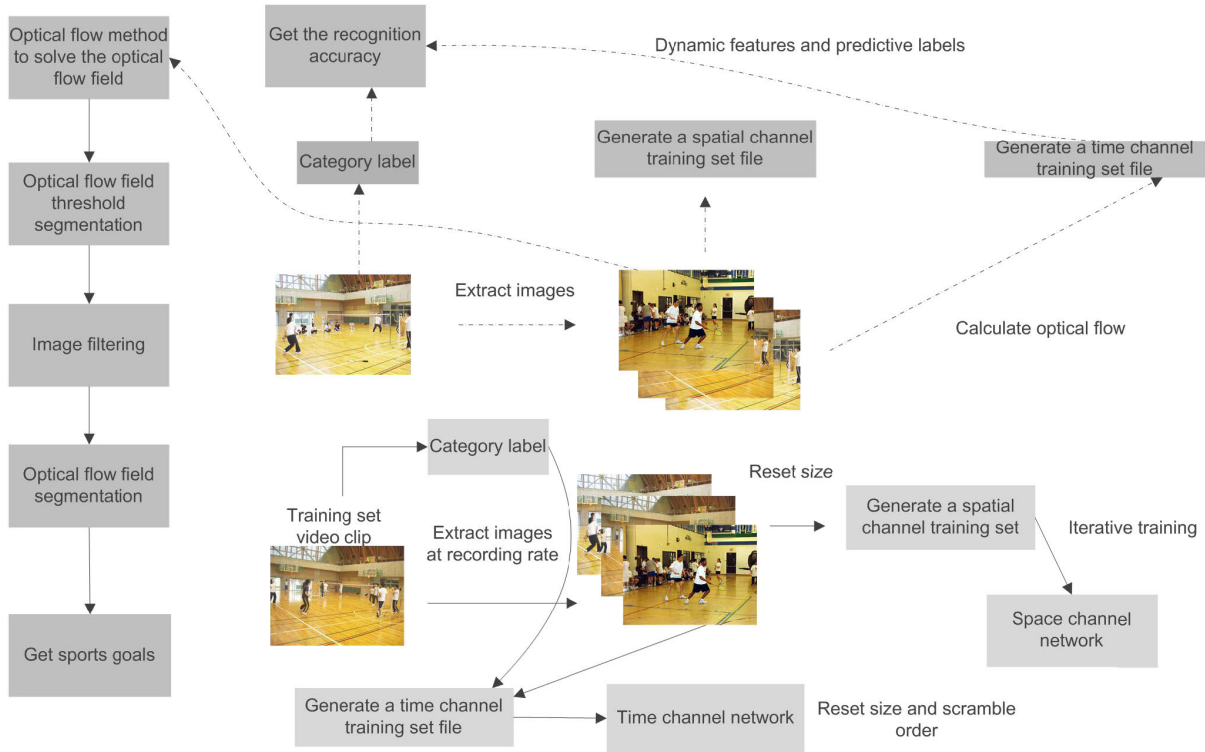 Optical flow method
to solve the optical
flow field
Optical flow field
threshold
segmentation
Image filtering
Optical flow field
segmentation
Get sports goals
Get the recognition
accuracy
Dynamic features and predictive labels
Category label
Generate a spatial channel
training set file
Generate a time channel
training set file
Extract images
Calculate optical flow
Category label
Training set
video clip
Extract images
at recording rate
Reset size
Generate a spatial
channel training set
Iterative training
Space channel
network
Generate a time channel
training set file
Time channel network
Reset size and scramble
order